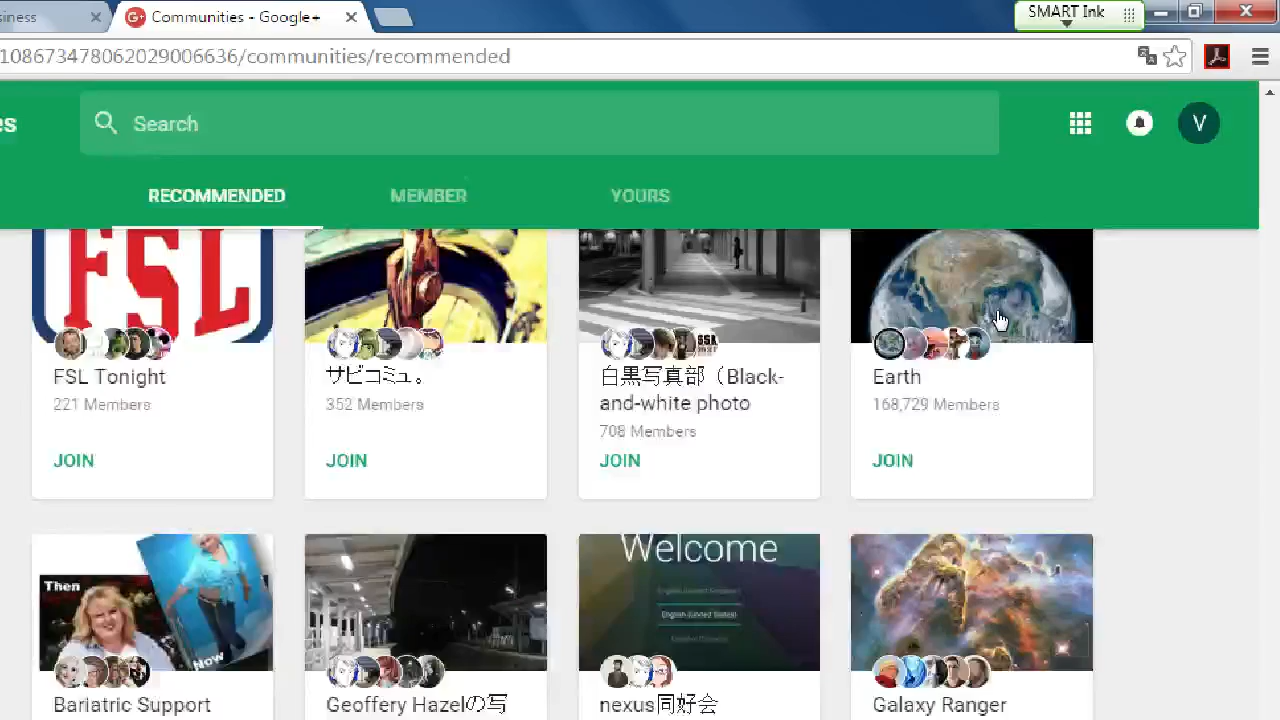 siness
Communities - Google+
SMART Ink
108673478062029006636/communities/recommended
es
Search
V
RECOMMENDED
MEMBER
YOURS
FSL
FSL Tonight
221 Members
JOIN
サビコミュ。
352 Members
JOIN
白黒写真部（Black-
and-white photo
708 Members
JOIN
Earth
168,729 Members
JOIN
Then
Now
Bariatric Support
Geoffery Hazelの写
Welcome
English (United States)
nexus同好会
Galaxy Ranger